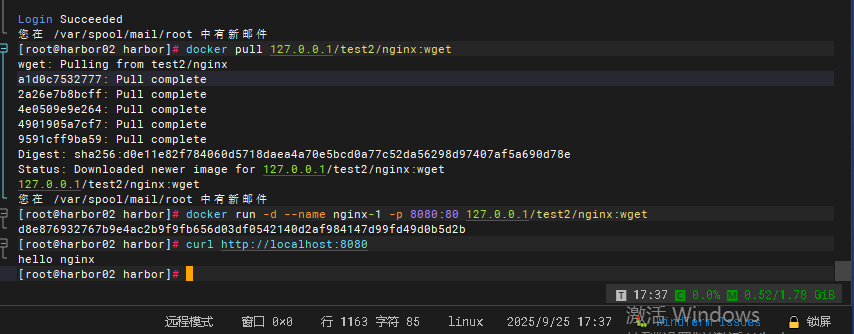 Login Succeeded
您在 /var/spool/mail/root 中有新邮件
[root@harbor02 harbor]# docker pull 127.0.0.1/test2/nginx:wget
wget: Pulling from test2/nginx
a1d0c7532777: Pull complete
2a26e7b8bcff: Pull complete
4e0509e9e264: Pull complete
4901905a7cf7: Pull complete
9591cff9ba59: Pull complete
Digest: sha256:d0e11e82f784060d5718daea4a70e5bcd0a77c52da56298d97407af5a690d78e
Status: Downloaded newer image for 127.0.0.1/test2/nginx:wget
127.0.0.1/test2/nginx:wget
您在 /var/spool/mail/root 中有新邮件
[root@harbor02 harbor]# docker run -d --name nginx-1 -p 8080:80 127.0.0.1/test2/nginx:wget
d8e876932767b9e4ac2b9f9fb656d03df0542140d2af984147d99fd49d0b5d2b
[root@harbor02 harbor]# curl http://localhost:8080
hello nginx
[root@harbor02 harbor]#
T 17:37 C 0.0% M 0.52/1.78 GiB
激活 Windows
远程模式 窗口 0×0 行 1163 字符 85 linux 2025/9/25 17:37 WindTerm Issues 锁屏